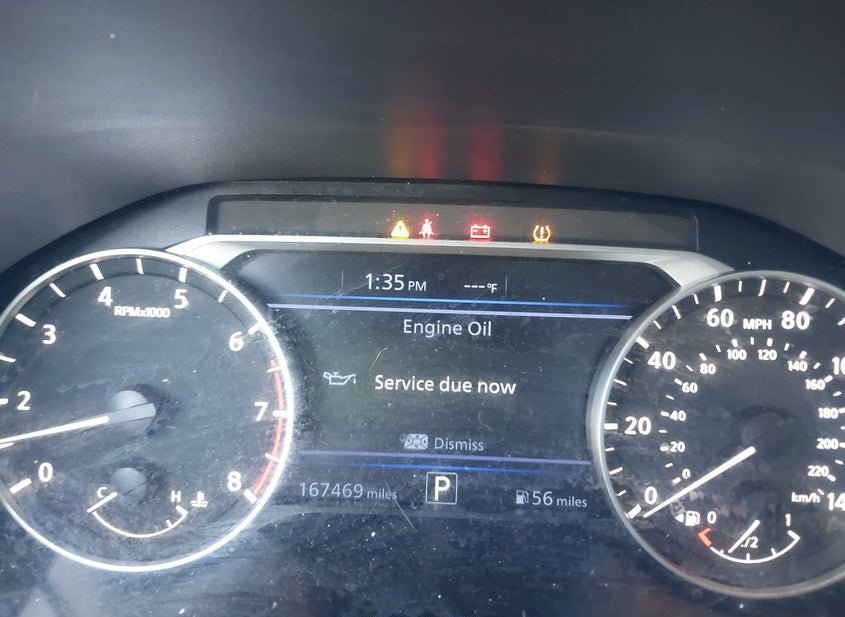 1:35 PM
---°F
Engine Oil
Service due now
Dismiss
167469 miles
P
56 miles
RPMx1000
0
2
3
4
5
6
7
8
C
H
MPH
0
20
40
60
80
km/h
0
20
40
60
80
100
120
140
160
180
200
220
0
1/2
1